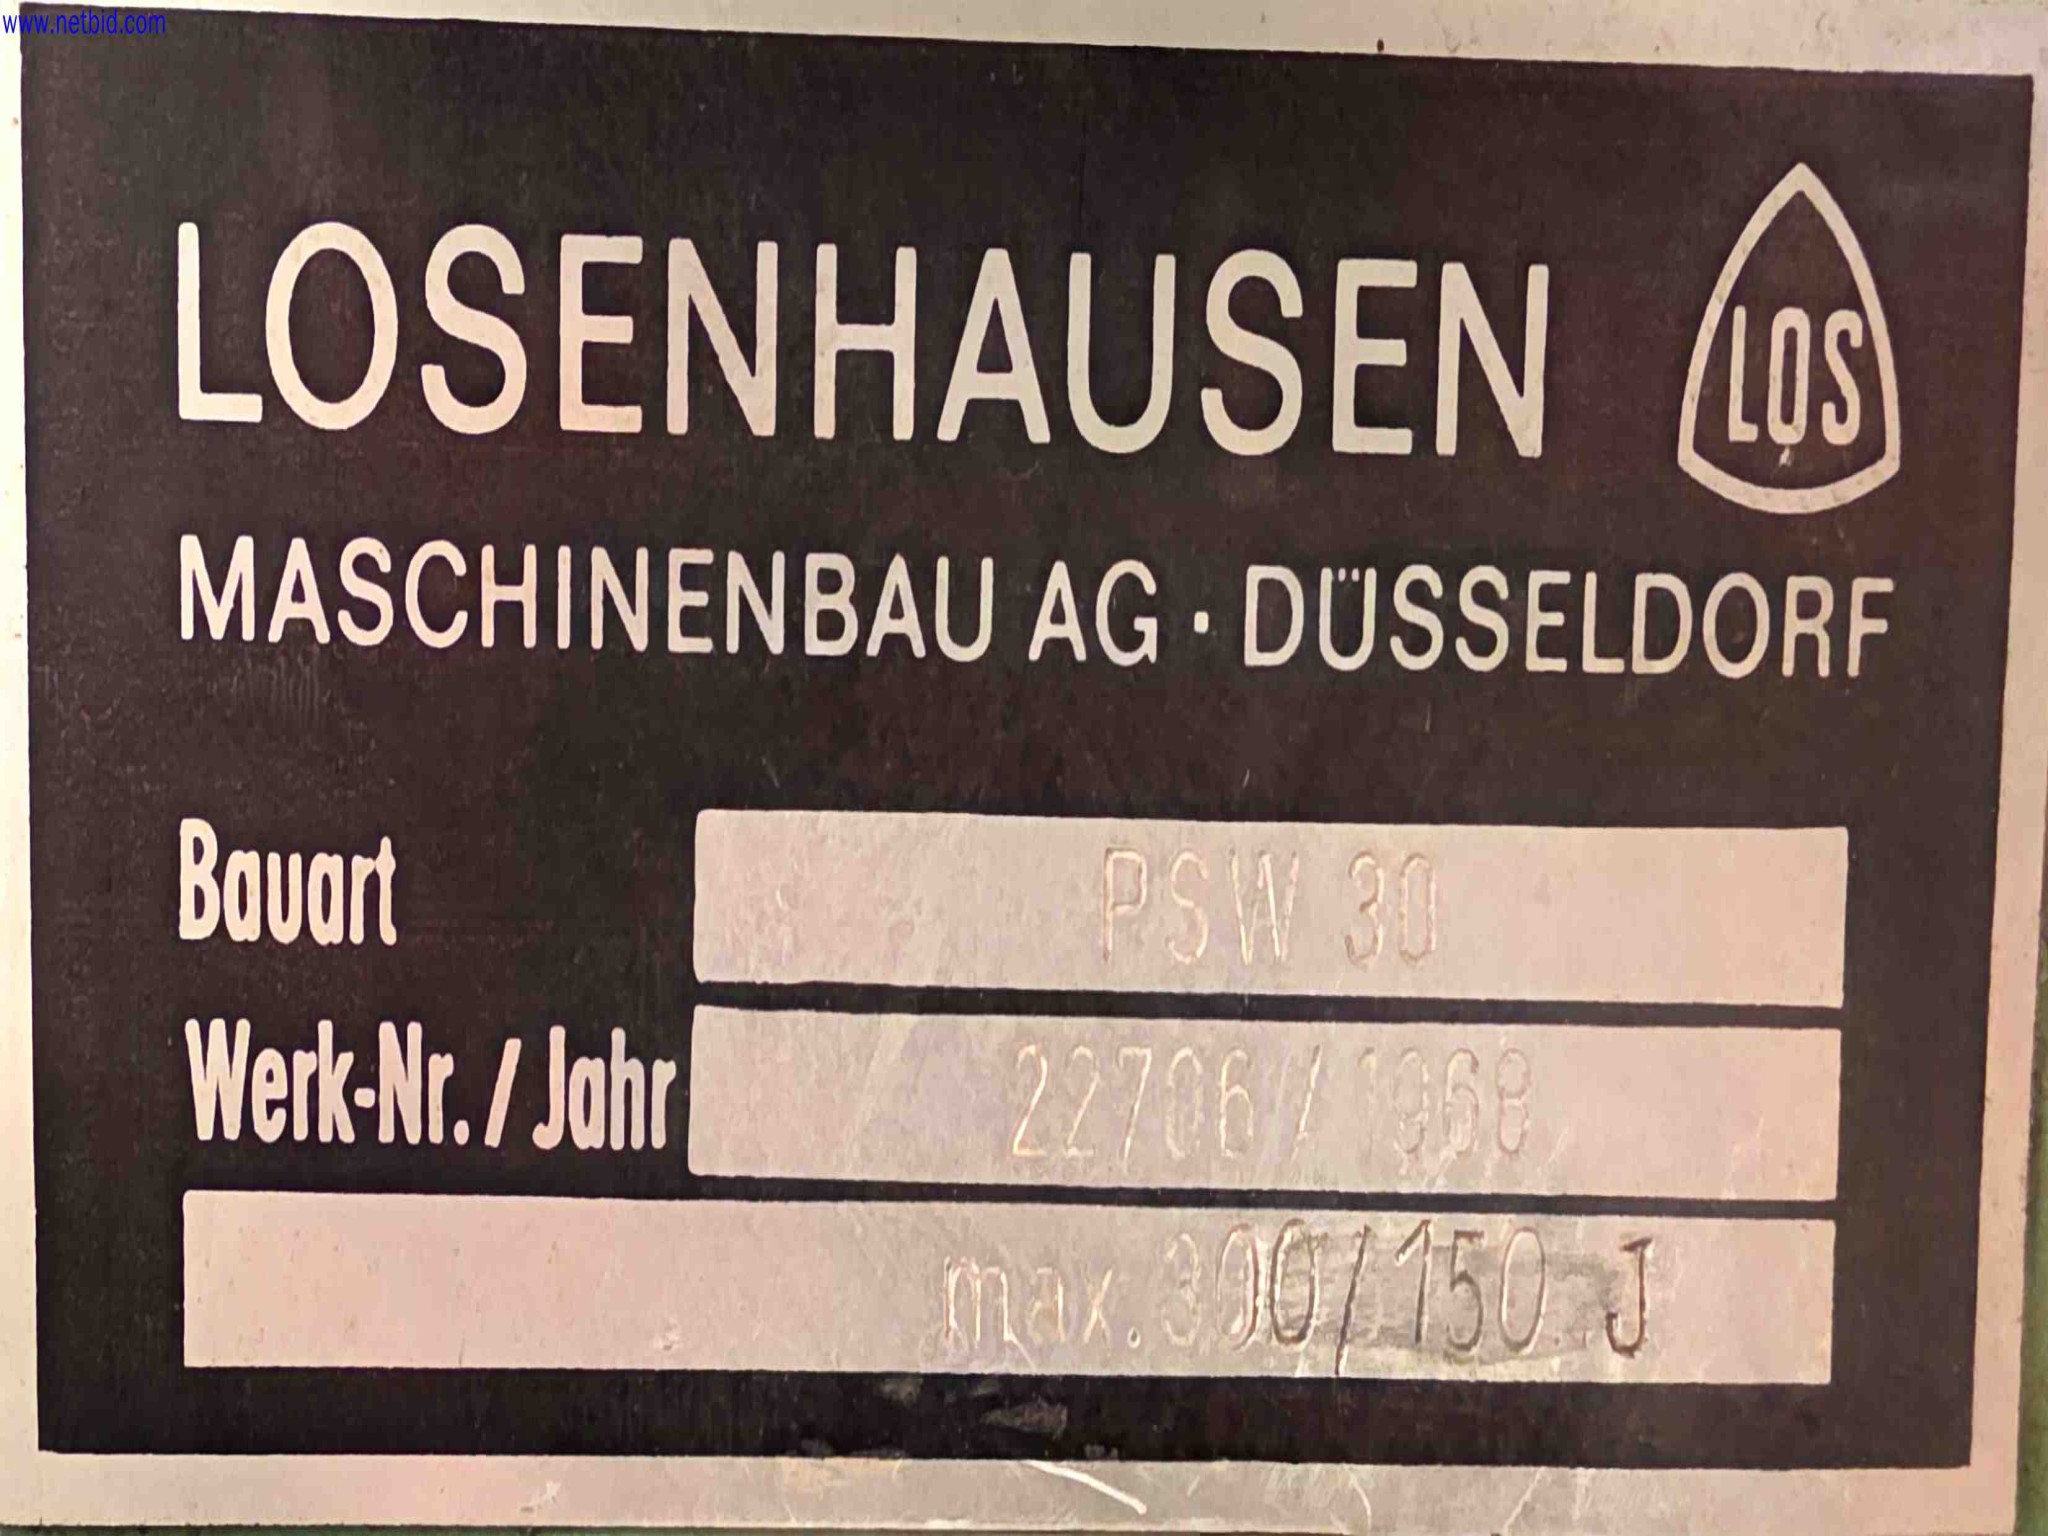 www.netbid.com
LOSENHAUSEN
LOS
MASCHINENBAU AG · DÜSSELDORF
Bauart PSW 30
Werk-Nr. / Jahr 22706 / 1968
max. 300/150 J